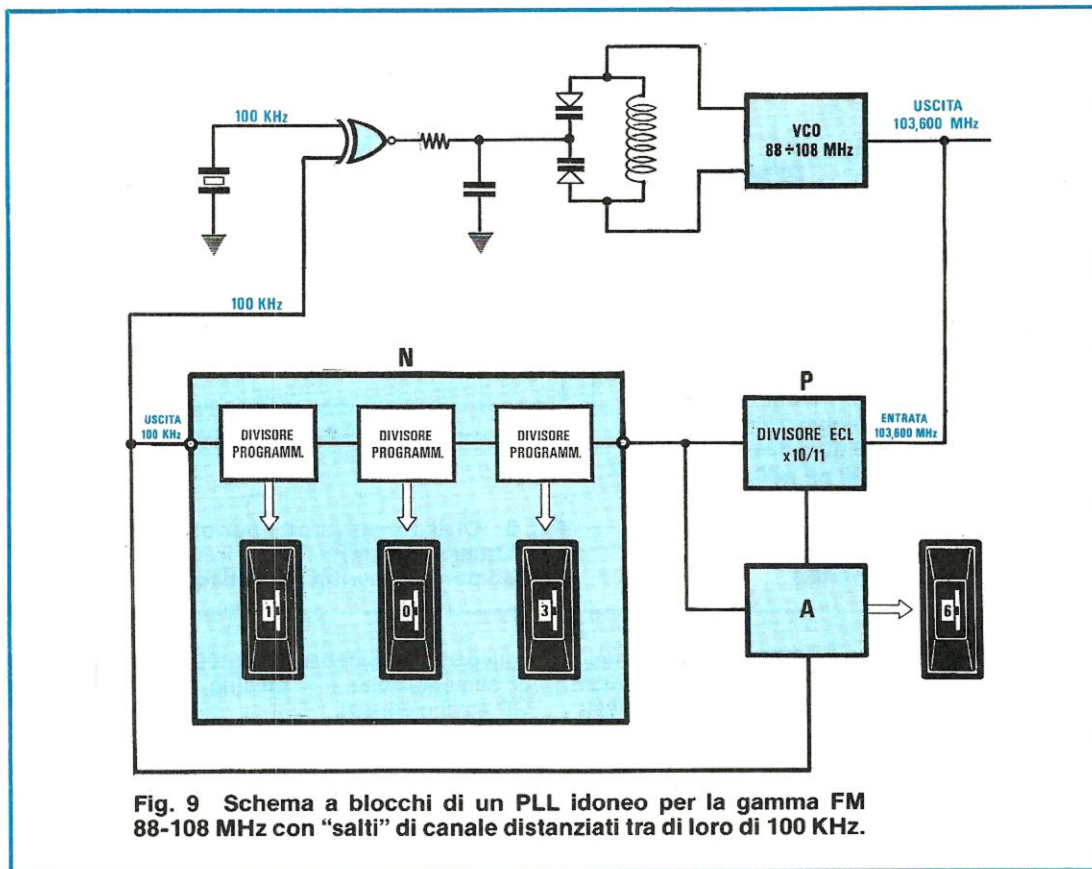 100 KHz
VCO
88÷108 MHz
USCITA
103,600 MHz
100 KHz
N
P
USCITA
100 KHz
DIVISORE
PROGRAMM.
DIVISORE
PROGRAMM.
DIVISORE
PROGRAMM.
DIVISORE ECL
x10/11
ENTRATA
103,600 MHz
1
0
3
A
6
Fig. 9 Schema a blocchi di un PLL idoneo per la gamma FM
88-108 MHz con “salti” di canale distanziati tra di loro di 100 KHz.